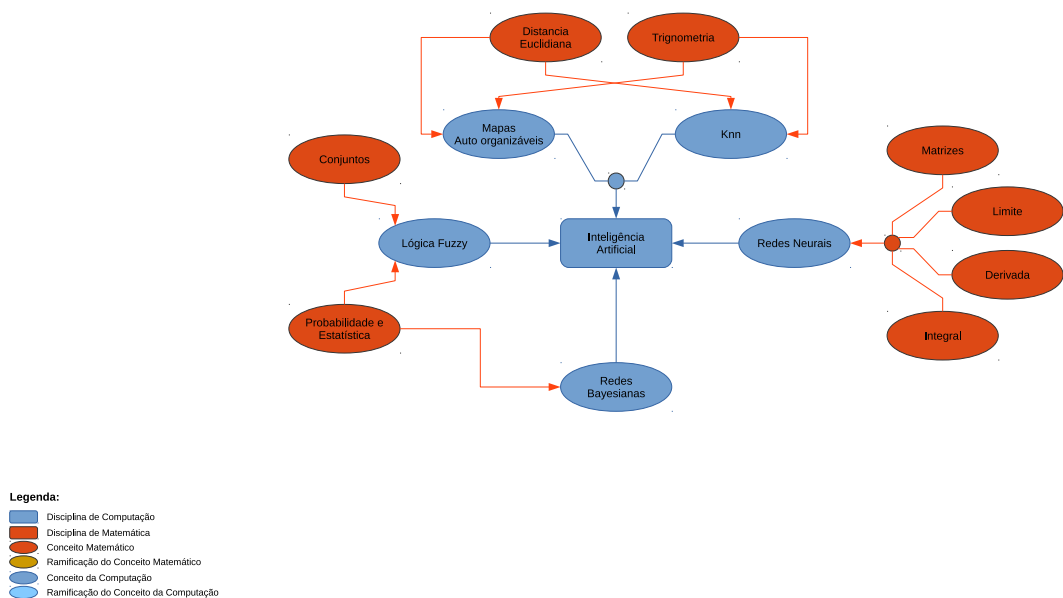 Distancia
Euclidiana
Trignometria
Mapas
Auto organizáveis
Knn
Conjuntos
Matrizes
Limite
Lógica Fuzzy
Inteligência
Artificial
Redes Neurais
Derivada
Probabilidade e
Estatística
Integral
Redes
Bayesianas
Legenda:
Disciplina de Computação
Disciplina de Matemática
Conceito Matemático
Ramificação do Conceito Matemático
Conceito da Computação
Ramificação do Conceito da Computação